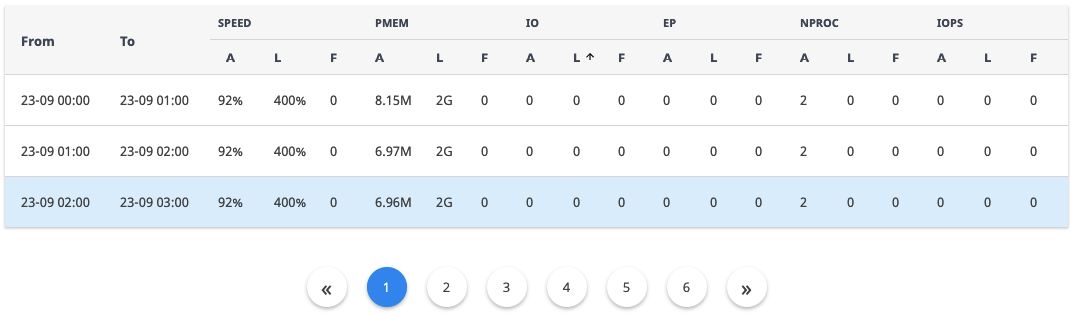 SPEED PMEM IO EP NPROC IOPS
From To
A L F A L F A L ↑ F A L F A L F A L F
23-09 00:00 23-09 01:00 92% 400% 0 8.15M 2G 0 0 0 0 0 0 0 2 0 0 0 0 0
23-09 01:00 23-09 02:00 92% 400% 0 6.97M 2G 0 0 0 0 0 0 0 2 0 0 0 0 0
23-09 02:00 23-09 03:00 92% 400% 0 6.96M 2G 0 0 0 0 0 0 0 2 0 0 0 0 0
« 1 2 3 4 5 6 »